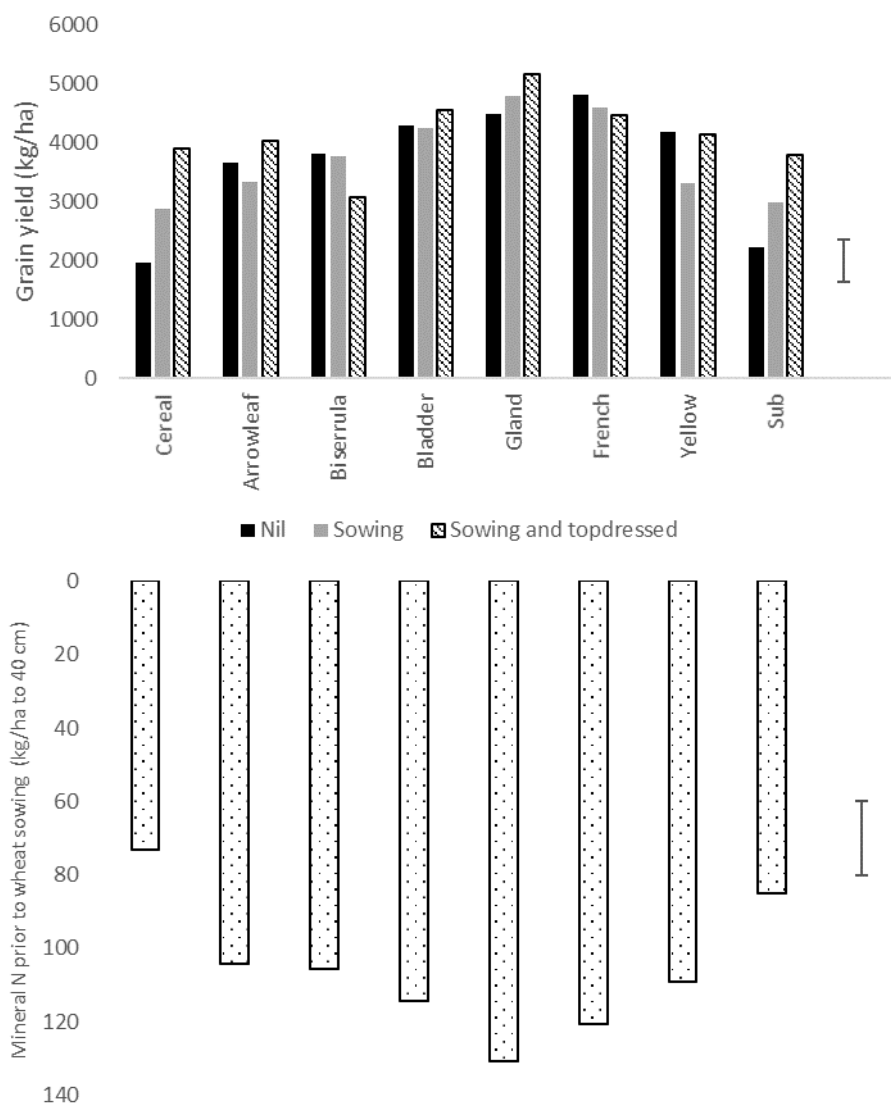 Grain yield (kg/ha)
6000
5000
4000
3000
2000
1000
0
Cereal
Arrowleaf
Biserrula
Bladder
Gland
French
Yellow
Sub
Nil Sowing Sowing and topdressed
Mineral N prior to wheat sowing (kg/ha to 40 cm)
0
20
40
60
80
100
120
140